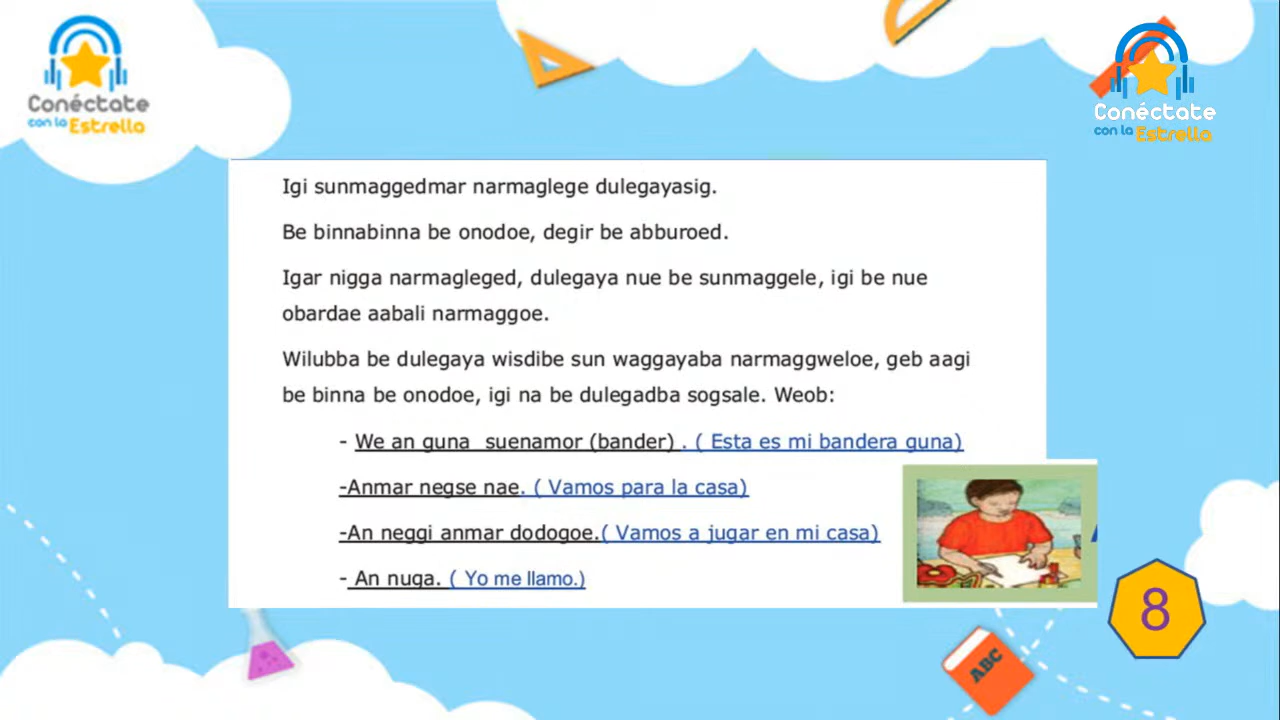 Conéctate
con la Estrella
Conéctate
con la Estrella
Igi sunmaggedmar narmaglege dulegayasig.
Be binnabinna be onodoe, degir be abburoed.
Igar nigga narmagleged, dulegaya nue be sunmaggele, igi be nue
obardae aabali narmaggoe.
Wilubba be dulegaya wisdibe sun waggayaba narmaggweloe, geb aagi
be binna be onodoe, igi na be dulegadba sogsale. Weob:
- We an guna suenamor (bander) . ( Esta es mi bandera guna)
-Anmar negse nae. ( Vamos para la casa)
-An neggi anmar dodogoe.( Vamos a jugar en mi casa)
- An nuga. ( Yo me llamo.)
8
ABC